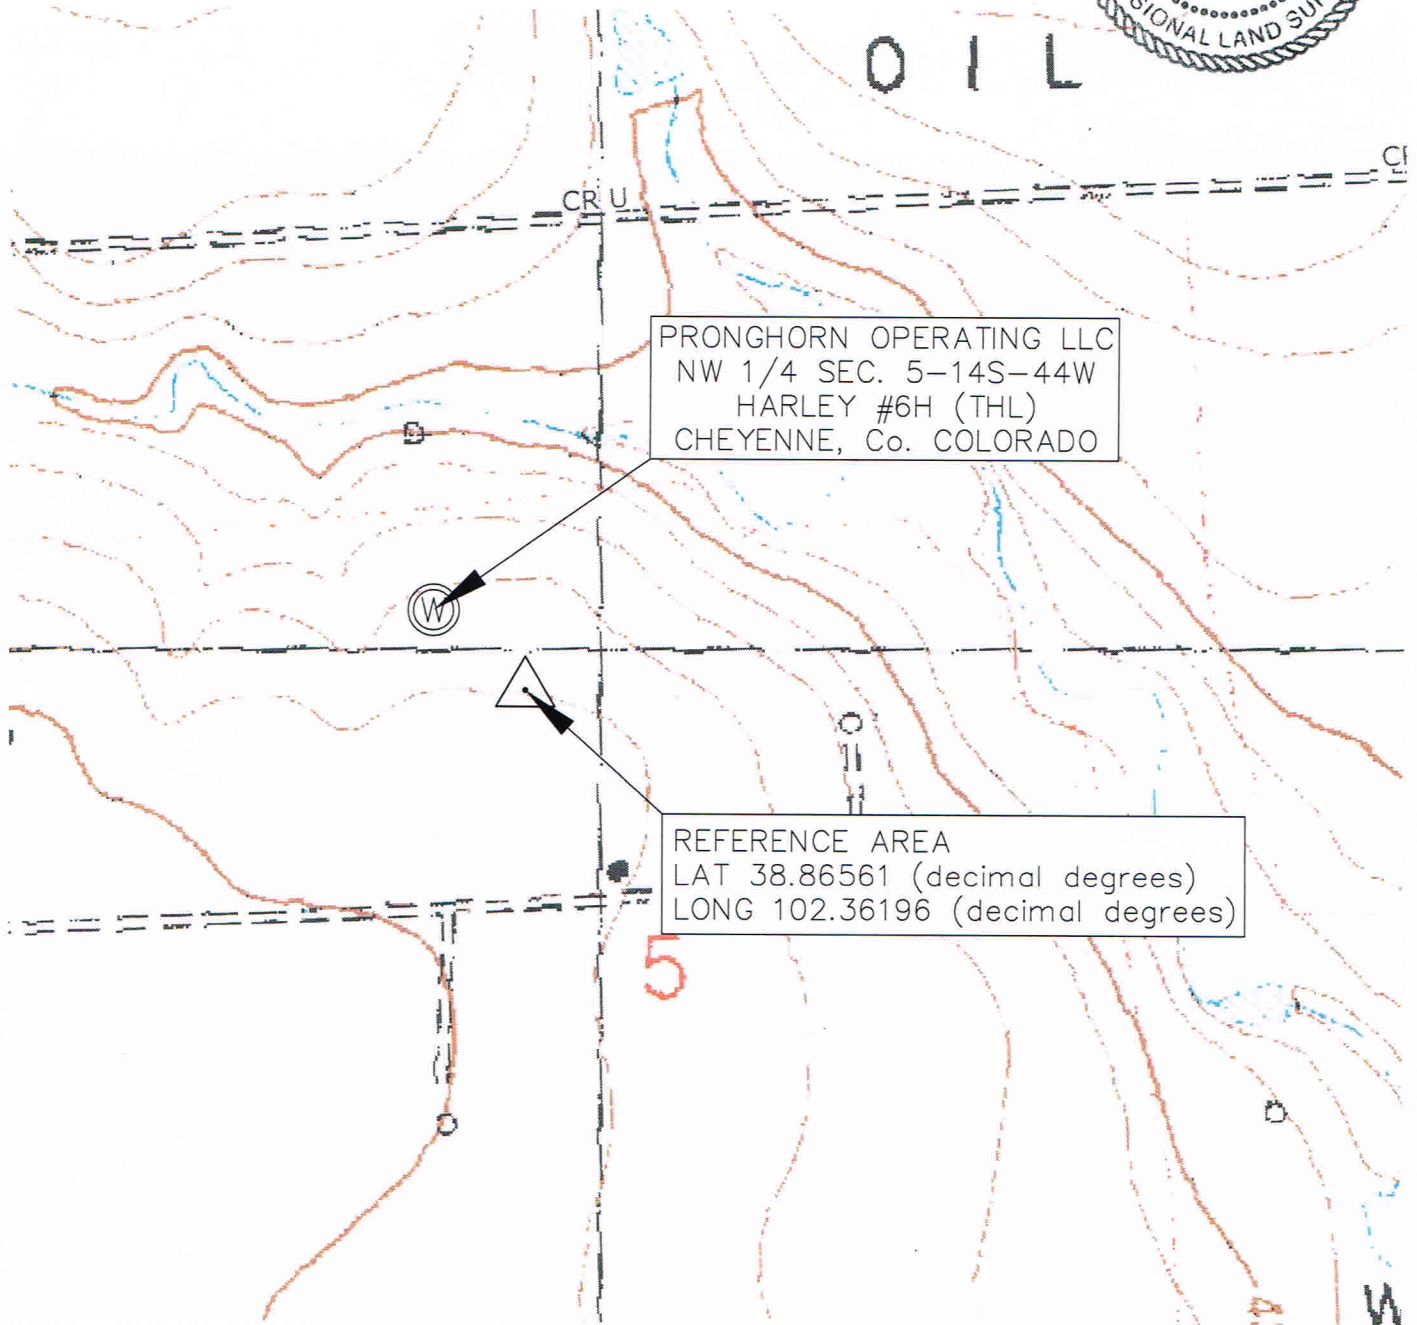 SIONAL LAND SU
OIL
CR U
PRONGHORN OPERATING LLC
NW 1/4 SEC. 5-14S-44W
HARLEY #6H (THL)
CHEYENNE, Co. COLORADO
W
REFERENCE AREA
LAT 38.86561 (decimal degrees)
LONG 102.36196 (decimal degrees)
5